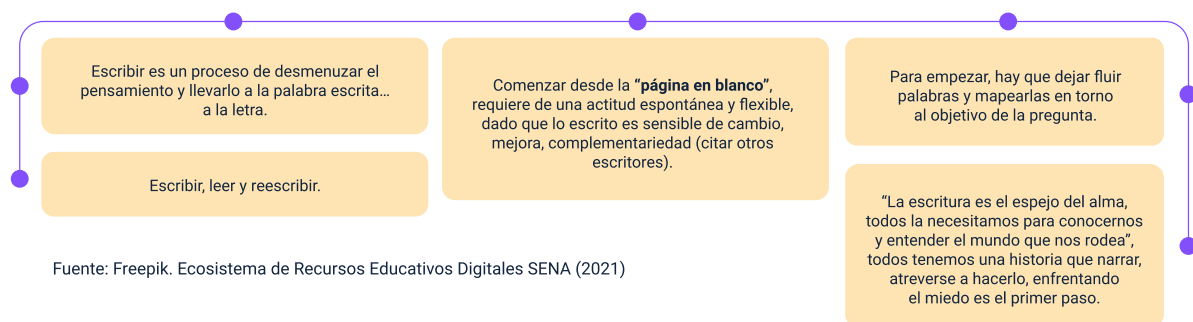 Escribir es un proceso de desmenuzar el
pensamiento y llevarlo a la palabra escrita…
a la letra.
Escribir, leer y reescribir.
Comenzar desde la “página en blanco”,
requiere de una actitud espontánea y flexible,
dado que lo escrito es sensible de cambio,
mejora, complementariedad (citar otros
escritores).
Para empezar, hay que dejar fluir
palabras y mapearlas en torno
al objetivo de la pregunta.
“La escritura es el espejo del alma,
todos la necesitamos para conocernos
y entender el mundo que nos rodea”,
todos tenemos una historia que narrar,
atreverse a hacerlo, enfrentando
el miedo es el primer paso.
Fuente: Freepik. Ecosistema de Recursos Educativos Digitales SENA (2021)